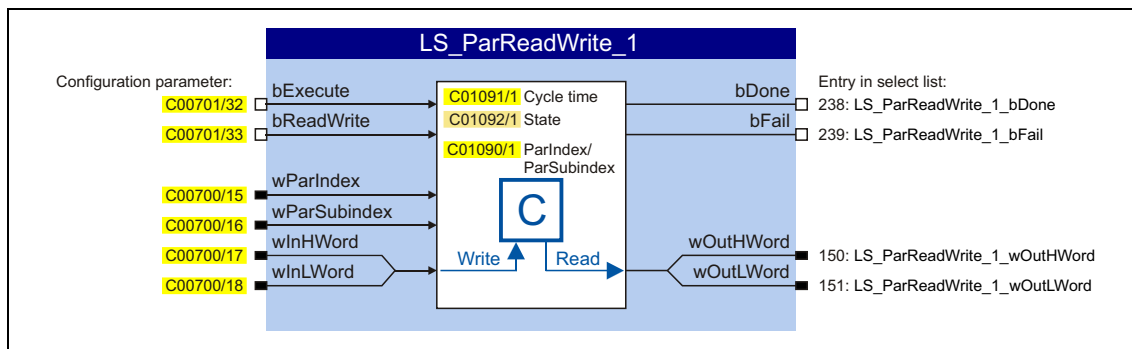 LS_ParReadWrite_1
Configuration parameter:
Entry in select list:
C00701/32 bExecute C01091/1 Cycle time bDone 238: LS_ParReadWrite_1_bDone
C01092/1 State
C00701/33 bReadWrite bFail 239: LS_ParReadWrite_1_bFail
C01090/1 ParIndex/
ParSubindex
C00700/15 wParIndex
C00700/16 wParSubindex
C
C00700/17 wInHWord Write Read wOutHWord 150: LS_ParReadWrite_1_wOutHWord
C00700/18 wInLWord wOutLWord 151: LS_ParReadWrite_1_wOutLWord